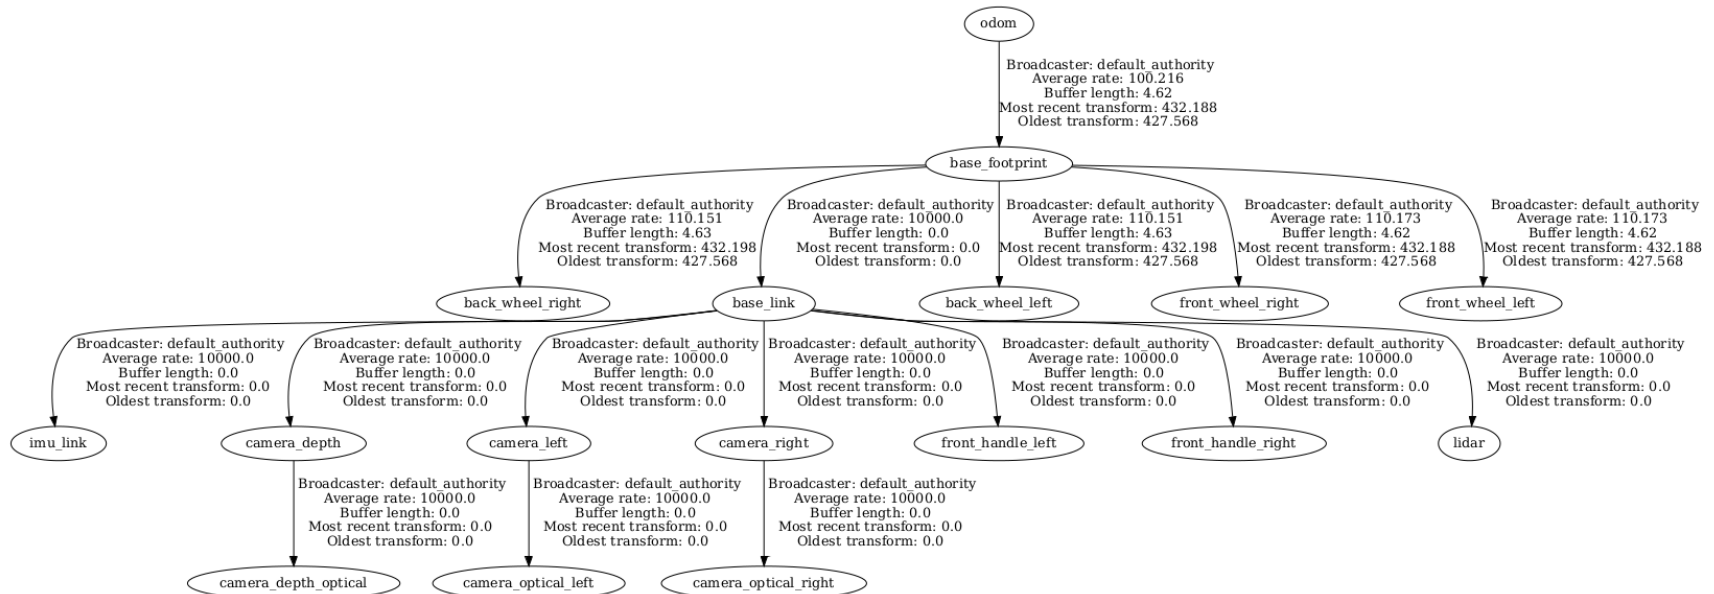 odom
Broadcaster: default_authority
Average rate: 100.216
Buffer length: 4.62
Most recent transform: 432.188
Oldest transform: 427.568
base_footprint
Broadcaster: default_authority
Average rate: 110.151
Buffer length: 4.63
Most recent transform: 432.198
Oldest transform: 427.568
Broadcaster: default_authority
Average rate: 10000.0
Buffer length: 0.0
Most recent transform: 0.0
Oldest transform: 0.0
Broadcaster: default_authority
Average rate: 110.151
Buffer length: 4.63
Most recent transform: 432.198
Oldest transform: 427.568
Broadcaster: default_authority
Average rate: 110.173
Buffer length: 4.62
Most recent transform: 432.188
Oldest transform: 427.568
Broadcaster: default_authority
Average rate: 110.173
Buffer length: 4.62
Most recent transform: 432.188
Oldest transform: 427.568
back_wheel_right
base_link
back_wheel_left
front_wheel_right
front_wheel_left
Broadcaster: default_authority
Average rate: 10000.0
Buffer length: 0.0
Most recent transform: 0.0
Oldest transform: 0.0
Broadcaster: default_authority
Average rate: 10000.0
Buffer length: 0.0
Most recent transform: 0.0
Oldest transform: 0.0
Broadcaster: default_authority
Average rate: 10000.0
Buffer length: 0.0
Most recent transform: 0.0
Oldest transform: 0.0
Broadcaster: default_authority
Average rate: 10000.0
Buffer length: 0.0
Most recent transform: 0.0
Oldest transform: 0.0
Broadcaster: default_authority
Average rate: 10000.0
Buffer length: 0.0
Most recent transform: 0.0
Oldest transform: 0.0
Broadcaster: default_authority
Average rate: 10000.0
Buffer length: 0.0
Most recent transform: 0.0
Oldest transform: 0.0
Broadcaster: default_authority
Average rate: 10000.0
Buffer length: 0.0
Most recent transform: 0.0
Oldest transform: 0.0
imu_link
camera_depth
camera_left
camera_right
front_handle_left
front_handle_right
lidar
Broadcaster: default_authority
Average rate: 10000.0
Buffer length: 0.0
Most recent transform: 0.0
Oldest transform: 0.0
Broadcaster: default_authority
Average rate: 10000.0
Buffer length: 0.0
Most recent transform: 0.0
Oldest transform: 0.0
Broadcaster: default_authority
Average rate: 10000.0
Buffer length: 0.0
Most recent transform: 0.0
Oldest transform: 0.0
camera_depth_optical
camera_optical_left
camera_optical_right